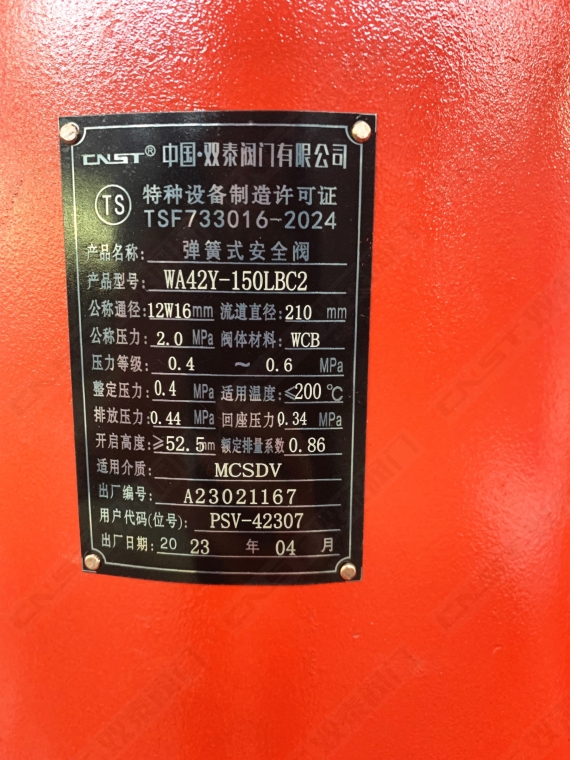 CNST® 中国·双泰阀门有限公司
TS 特种设备制造许可证
TSF733016-2024
产品名称: 弹簧式安全阀
产品型号: WA42Y-150LBC2
公称通径:12W16mm 流道直径:210 mm
公称压力: 2.0 MPa 阀体材料: WCB
压力等级: 0.4 ~ 0.6 MPa
整定压力:0.4 MPa 适用温度:≤200℃
排放压力:0.44 MPa 回座压力0.34 MPa
开启高度:≥52.5mm 额定排量系数 0.86
适用介质: MCSDV
出厂编号: A23021167
用户代码(位号): PSV-42307
出厂日期:20 23 年 04 月